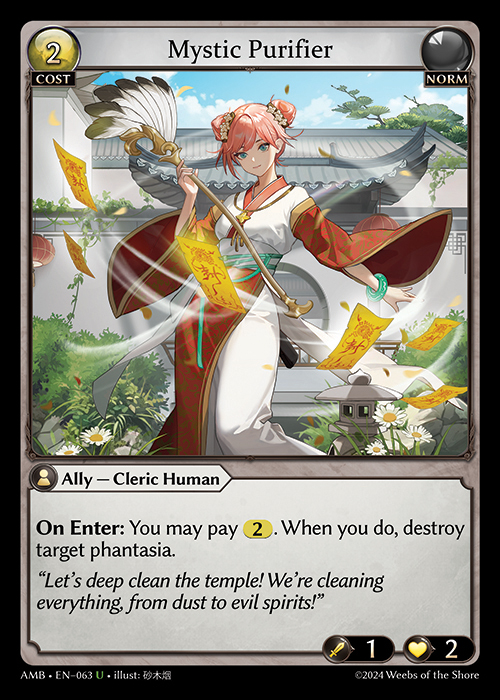 2
Mystic Purifier
COST
NORM
Ally — Cleric Human
On Enter: You may pay 2. When you do, destroy
target phantasia.
“Let’s deep clean the temple! We’re cleaning
everything, from dust to evil spirits!”
1
2
AMB • EN–063 U • illust: 砂木烟
©2024 Weebs of the Shore